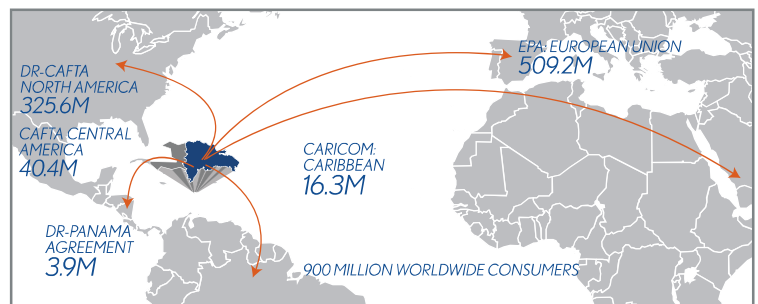 EPA: EUROPEAN UNION
509.2M
DR-CAFTA
NORTH AMERICA
325.6M
CAFTA CENTRAL
AMERICA
40.4M
CARICOM:
CARIBBEAN
16.3M
DR-PANAMA
AGREEMENT
3.9M
900 MILLION WORLDWIDE CONSUMERS